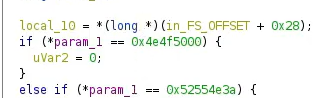 local_10 = *(long *)(in_FS_OFFSET + 0x28);
if (*param_1 == 0x4e4f5000) {
uVar2 = 0;
}
else if (*param_1 == 0x52554e3a) {